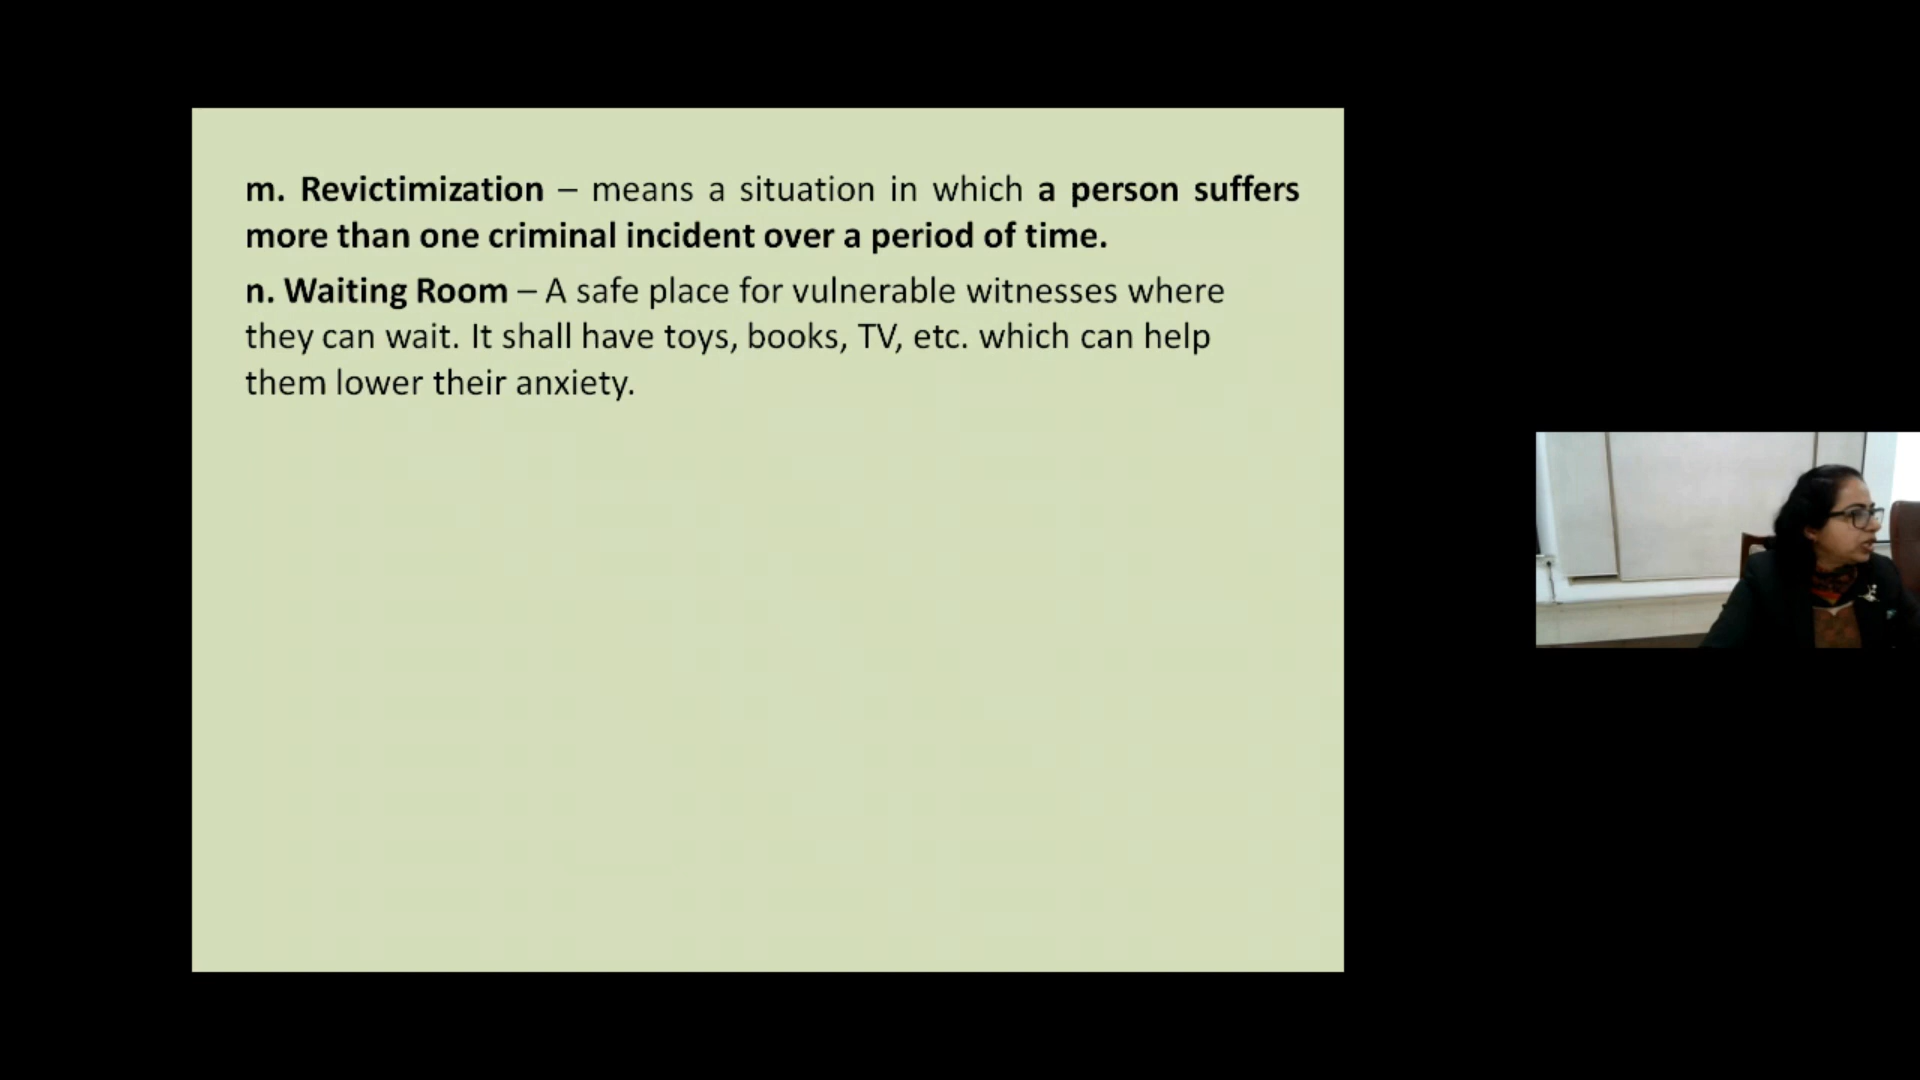 m. Revictimization – means a situation in which a person suffers
more than one criminal incident over a period of time.
n. Waiting Room – A safe place for vulnerable witnesses where
they can wait. It shall have toys, books, TV, etc. which can help
them lower their anxiety.